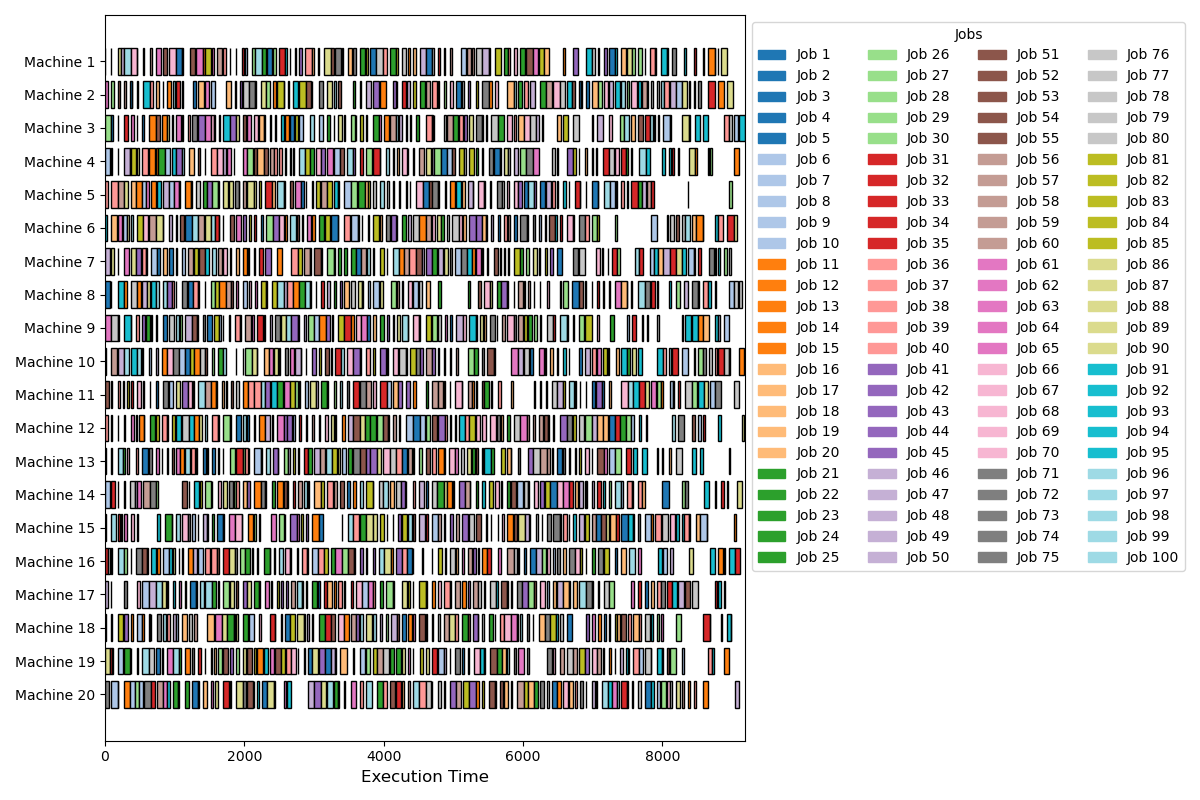 Jobs
Job 1 Job 26 Job 51 Job 76
Job 2 Job 27 Job 52 Job 77
Job 3 Job 28 Job 53 Job 78
Job 4 Job 29 Job 54 Job 79
Job 5 Job 30 Job 55 Job 80
Job 6 Job 31 Job 56 Job 81
Job 7 Job 32 Job 57 Job 82
Job 8 Job 33 Job 58 Job 83
Job 9 Job 34 Job 59 Job 84
Job 10 Job 35 Job 60 Job 85
Job 11 Job 36 Job 61 Job 86
Job 12 Job 37 Job 62 Job 87
Job 13 Job 38 Job 63 Job 88
Job 14 Job 39 Job 64 Job 89
Job 15 Job 40 Job 65 Job 90
Job 16 Job 41 Job 66 Job 91
Job 17 Job 42 Job 67 Job 92
Job 18 Job 43 Job 68 Job 93
Job 19 Job 44 Job 69 Job 94
Job 20 Job 45 Job 70 Job 95
Job 21 Job 46 Job 71 Job 96
Job 22 Job 47 Job 72 Job 97
Job 23 Job 48 Job 73 Job 98
Job 24 Job 49 Job 74 Job 99
Job 25 Job 50 Job 75 Job 100
Machine 1
Machine 2
Machine 3
Machine 4
Machine 5
Machine 6
Machine 7
Machine 8
Machine 9
Machine 10
Machine 11
Machine 12
Machine 13
Machine 14
Machine 15
Machine 16
Machine 17
Machine 18
Machine 19
Machine 20
0 2000 4000 6000 8000
Execution Time